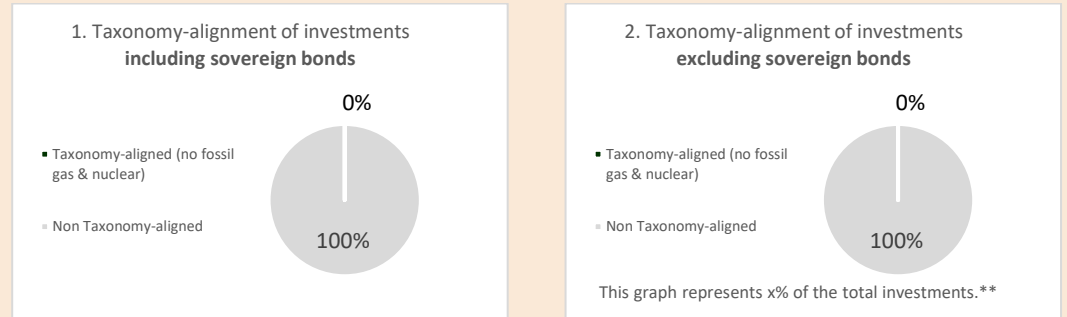 1. Taxonomy-alignment of investments
including sovereign bonds
0%
Taxonomy-aligned (no fossil
gas & nuclear)
Non Taxonomy-aligned
100%
2. Taxonomy-alignment of investments
excluding sovereign bonds
0%
Taxonomy-aligned (no fossil
gas & nuclear)
Non Taxonomy-aligned
100%
This graph represents x% of the total investments.**